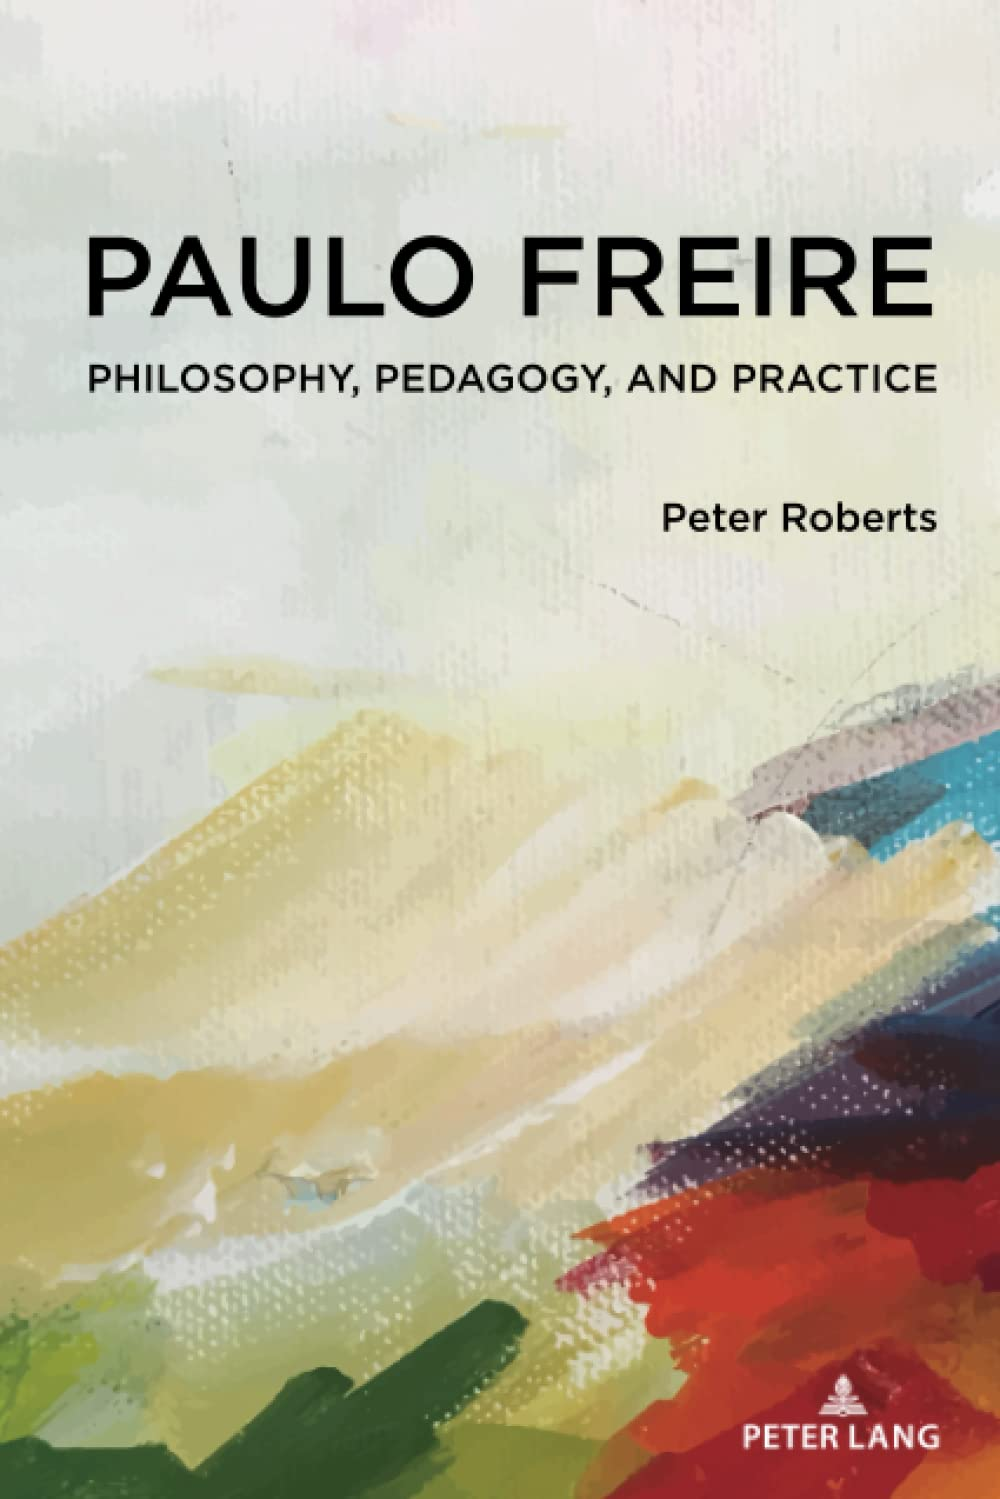 PAULO FREIRE
PHILOSOPHY, PEDAGOGY, AND PRACTICE
Peter Roberts
PETER LANG